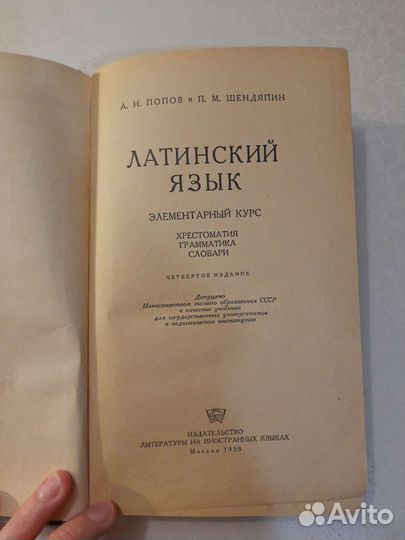 А. Н. ПОПОВ и П. М. ШЕНДЯПИН
ЛАТИНСКИЙ
ЯЗЫК
ЭЛЕМЕНТАРНЫЙ КУРС
ХРЕСТОМАТИЯ
ГРАММАТИКА
СЛОВАРИ
ЧЕТВЕРТОЕ ИЗДАНИЕ
Допущено
Министерством высшего образования СССР
в качестве учебника
для государственных университетов
и педагогических институтов
ИЗДАТЕЛЬСТВО
ЛИТЕРАТУРЫ НА ИНОСТРАННЫХ ЯЗЫКАХ
Москва 1958
Avito